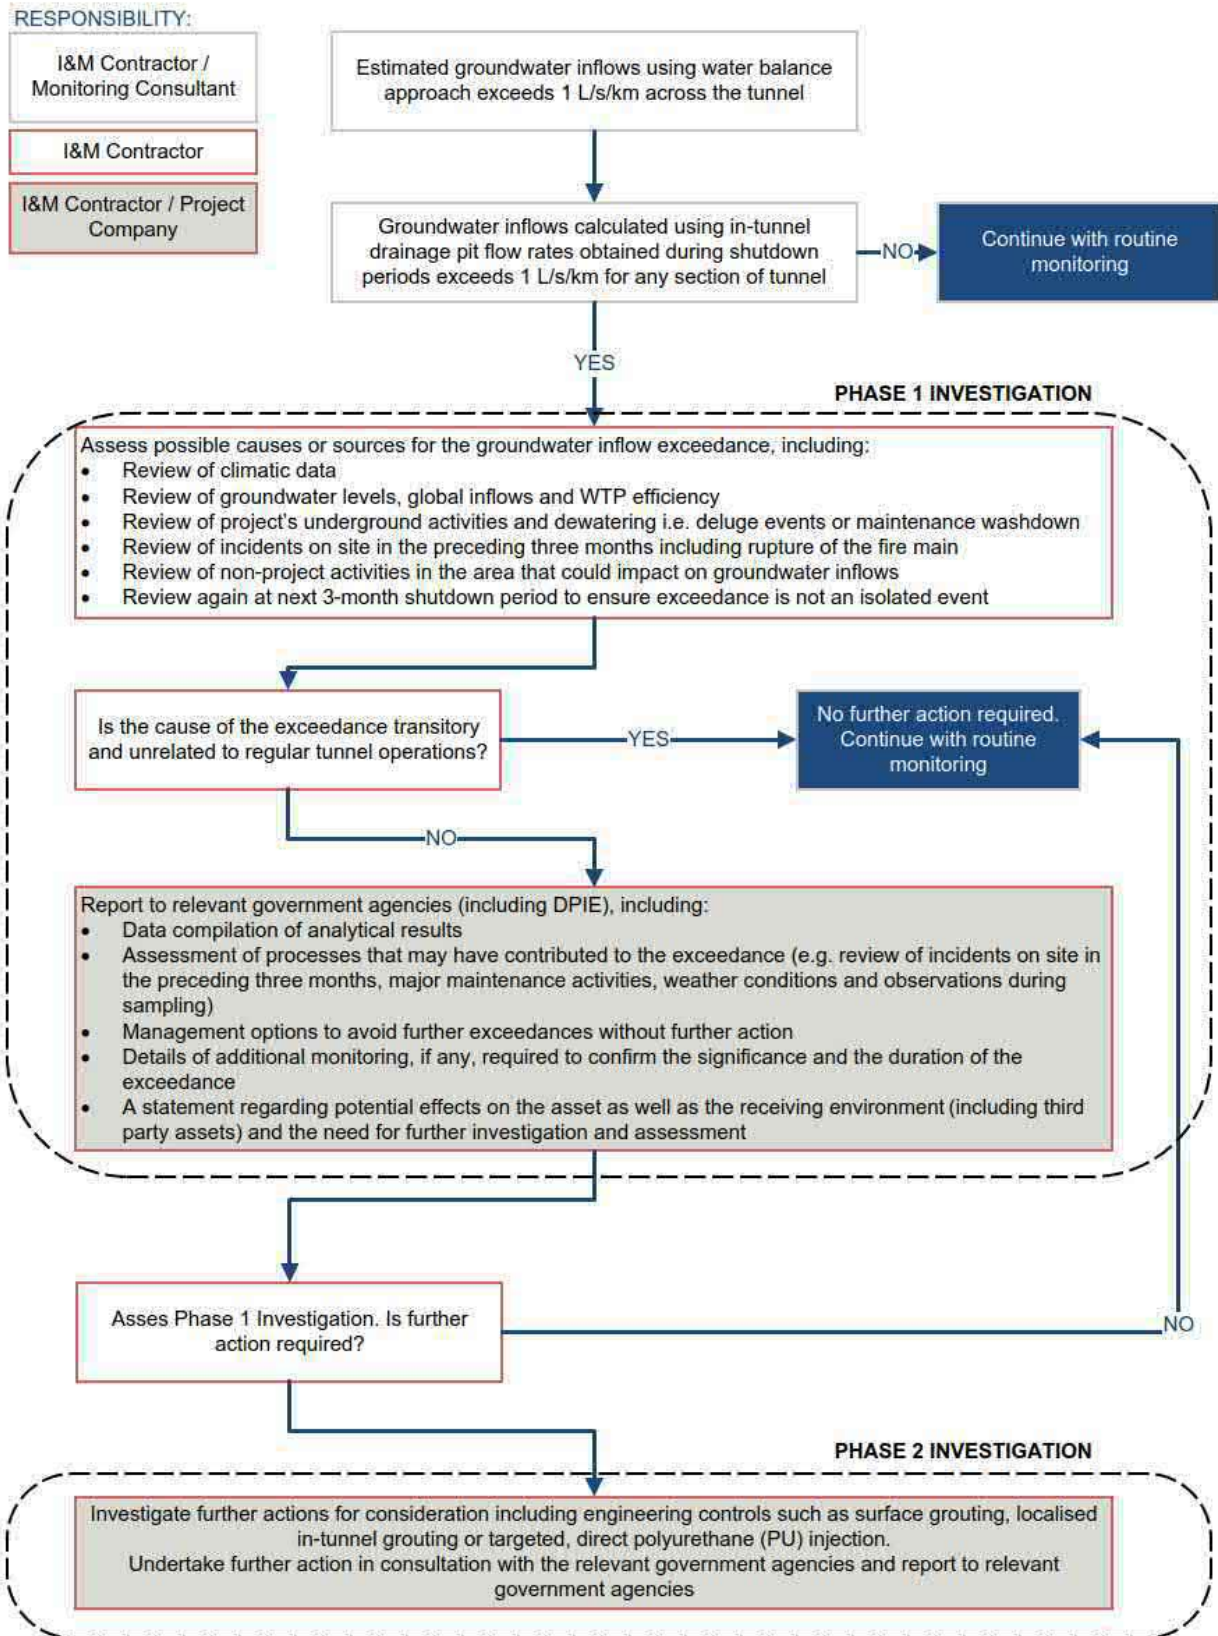 RESPONSIBILITY:
I&M Contractor /
Monitoring Consultant
I&M Contractor
I&M Contractor / Project
Company
Estimated groundwater inflows using water balance
approach exceeds 1 L/s/km across the tunnel
Groundwater inflows calculated using in-tunnel
drainage pit flow rates obtained during shutdown
periods exceeds 1 L/s/km for any section of tunnel
NO
Continue with routine
monitoring
YES
PHASE 1 INVESTIGATION
Assess possible causes or sources for the groundwater inflow exceedance, including:
• Review of climatic data
• Review of groundwater levels, global inflows and WTP efficiency
• Review of project's underground activities and dewatering i.e. deluge events or maintenance washdown
• Review of incidents on site in the preceding three months including rupture of the fire main
• Review of non-project activities in the area that could impact on groundwater inflows
• Review again at next 3-month shutdown period to ensure exceedance is not an isolated event
Is the cause of the exceedance transitory
and unrelated to regular tunnel operations?
YES
No further action required.
Continue with routine
monitoring
NO
Report to relevant government agencies (including DPIE), including:
• Data compilation of analytical results
• Assessment of processes that may have contributed to the exceedance (e.g. review of incidents on site in
the preceding three months, major maintenance activities, weather conditions and observations during
sampling)
• Management options to avoid further exceedances without further action
• Details of additional monitoring, if any, required to confirm the significance and the duration of the
exceedance
• A statement regarding potential effects on the asset as well as the receiving environment (including third
party assets) and the need for further investigation and assessment
Asses Phase 1 Investigation. Is further
action required?
NO
PHASE 2 INVESTIGATION
Investigate further actions for consideration including engineering controls such as surface grouting, localised
in-tunnel grouting or targeted, direct polyurethane (PU) injection.
Undertake further action in consultation with the relevant government agencies and report to relevant
government agencies